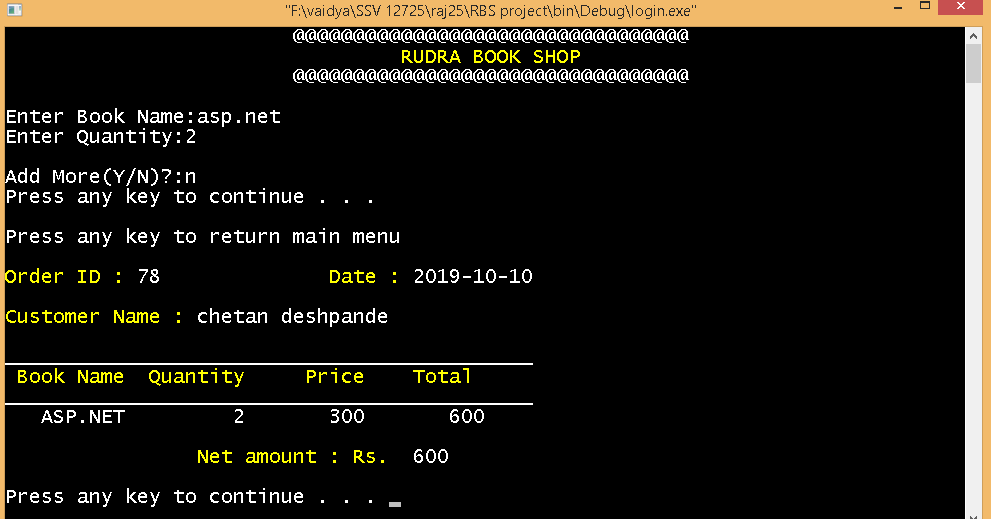 "F:\vaidya\SSV 12725\raj25\RBS project\bin\Debug\login.exe"
@@@@@@@@@@@@@@@@@@@@@@@@@@@@@@@@@
RUDRA BOOK SHOP
@@@@@@@@@@@@@@@@@@@@@@@@@@@@@@@@@
Enter Book Name:asp.net
Enter Quantity:2
Add More(Y/N)?:n
Press any key to continue . . .
Press any key to return main menu
Order ID : 78 Date : 2019-10-10
Customer Name : chetan deshpande
Book Name Quantity Price Total
ASP.NET 2 300 600
Net amount : Rs. 600
Press any key to continue . . .